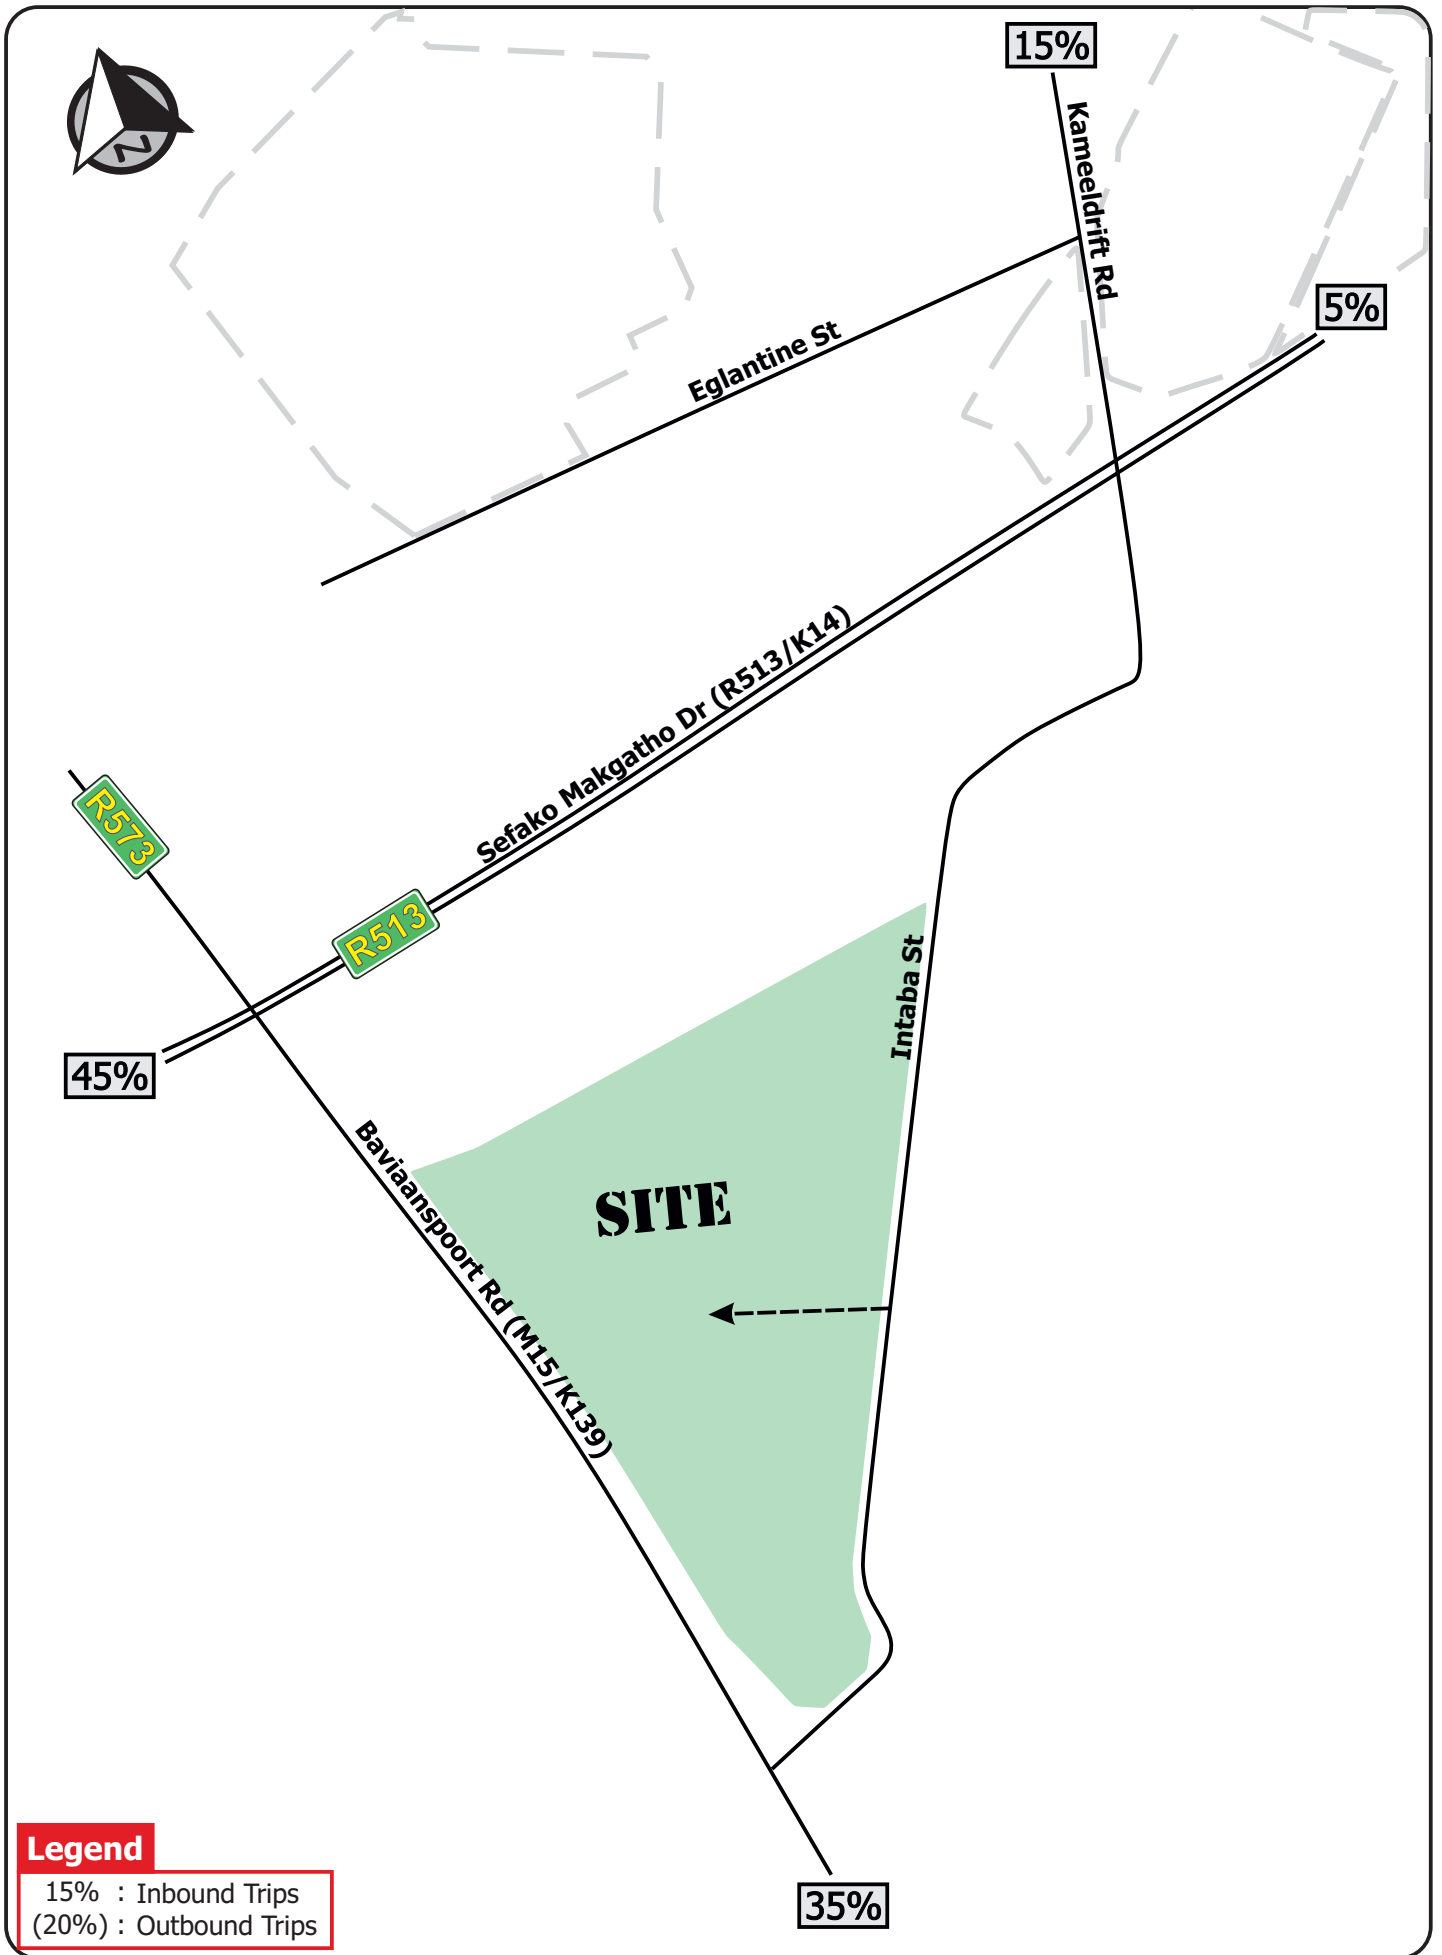 15%
N
Kameeldrift Rd
5%
Eglantine St
Sefako Makgatho Dr (R513/K14)
R573
R513
Intaba St
45%
Baviaanspoort Rd (M15/K139)
SITE
Legend
15% : Inbound Trips
(20%) : Outbound Trips
35%